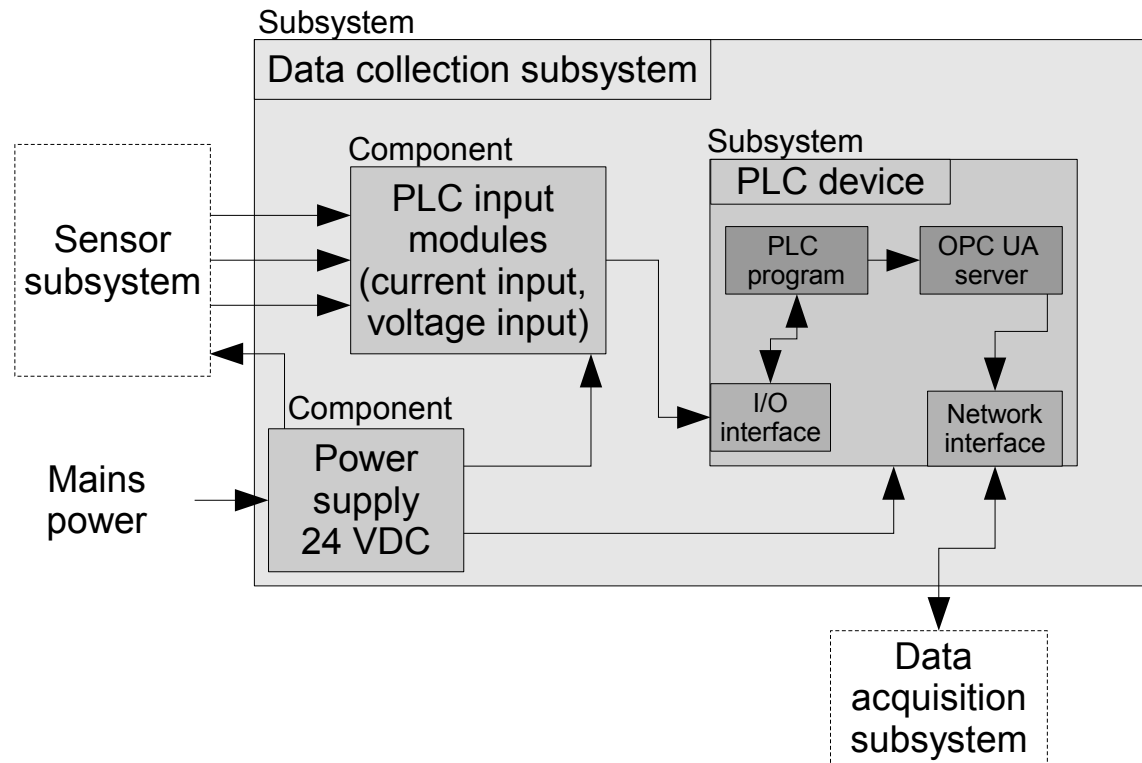 Subsystem
Data collection subsystem
Component
PLC input
modules
(current input,
voltage input)
Subsystem
PLC device
PLC
program
OPC UA
server
I/O
interface
Network
interface
Sensor
subsystem
Component
Power
supply
24 VDC
Mains
power
Data
acquisition
subsystem